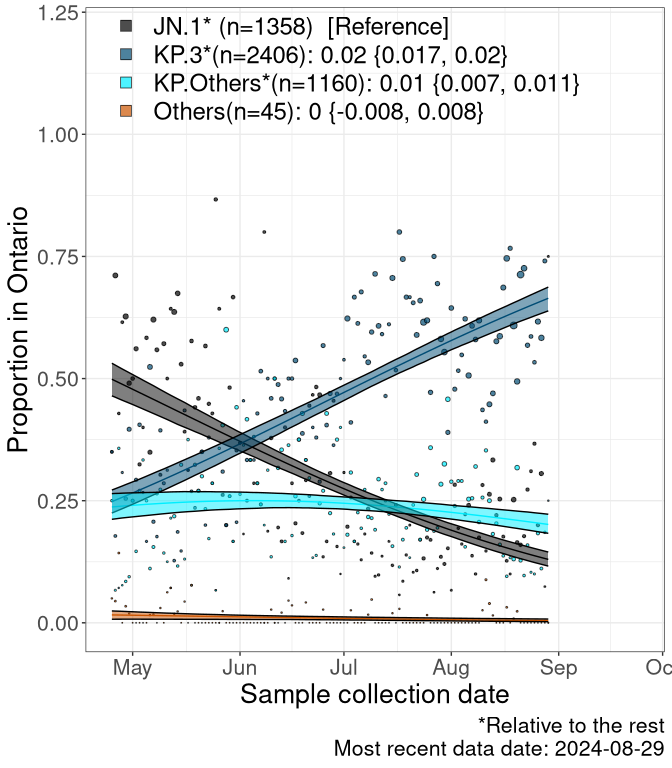 JN.1* (n=1358)  [Reference]
KP.3*(n=2406): 0.02 {0.017, 0.02}
KP.Others*(n=1160): 0.01 {0.007, 0.011}
Others(n=45): 0 {-0.008, 0.008}
Proportion in Ontario
1.25
1.00
0.75
0.50
0.25
0.00
May Jun Jul Aug Sep Oc
Sample collection date
*Relative to the rest
Most recent data date: 2024-08-29